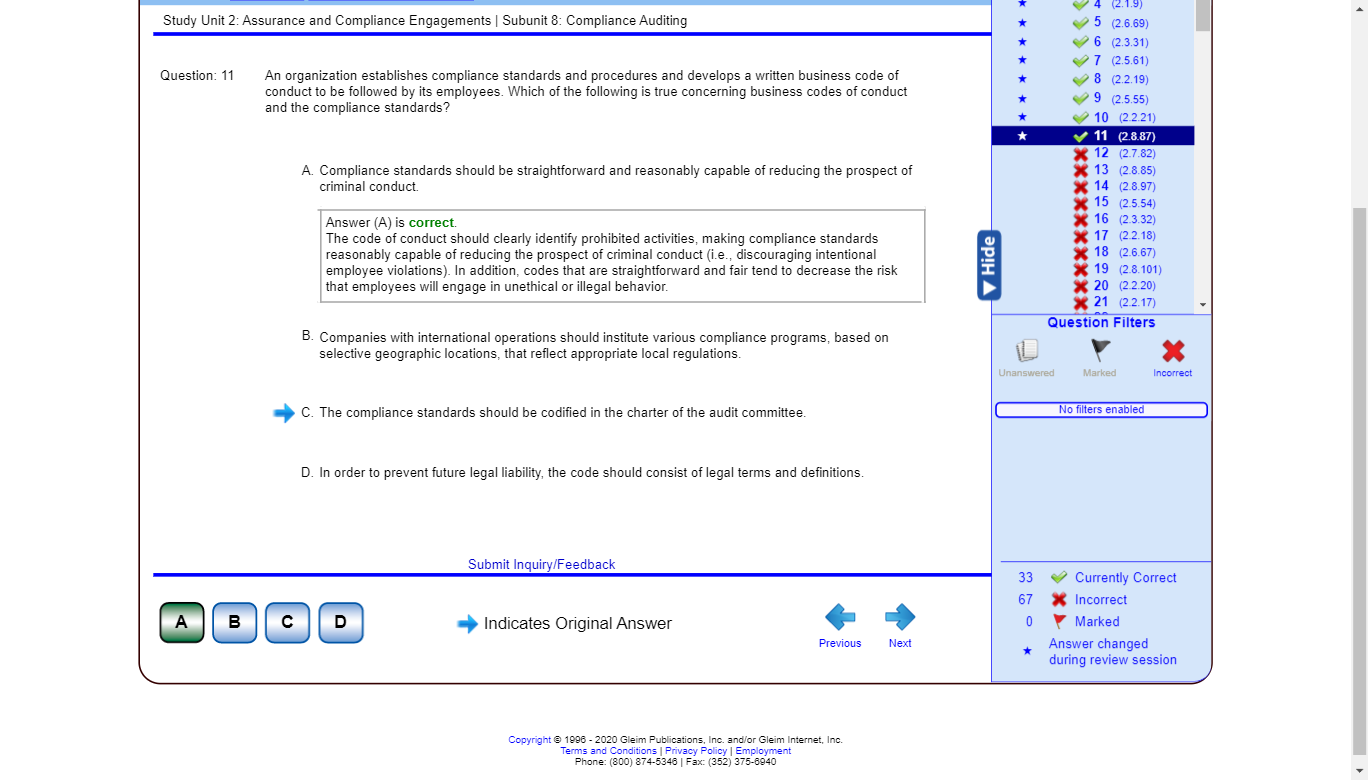 Study Unit 2: Assurance and Compliance Engagements | Subunit 8: Compliance Auditing
Question: 11
An organization establishes compliance standards and procedures and develops a written business code of
conduct to be followed by its employees. Which of the following is true concerning business codes of conduct
and the compliance standards?
A. Compliance standards should be straightforward and reasonably capable of reducing the prospect of
criminal conduct.
Answer (A) is correct.
The code of conduct should clearly identify prohibited activities, making compliance standards
reasonably capable of reducing the prospect of criminal conduct (i.e., discouraging intentional
employee violations). In addition, codes that are straightforward and fair tend to decrease the risk
that employees will engage in unethical or illegal behavior.
B. Companies with international operations should institute various compliance programs, based on
selective geographic locations, that reflect appropriate local regulations.
C. The compliance standards should be codified in the charter of the audit committee.
D. In order to prevent future legal liability, the code should consist of legal terms and definitions.
Submit Inquiry/Feedback
A B C D
Indicates Original Answer
Previous
Next
4 (2.1.9)
5 (2.6.69)
6 (2.3.31)
7 (2.5.61)
8 (2.2.19)
9 (2.5.55)
10 (2.2.21)
11 (2.8.87)
12 (2.7.82)
13 (2.8.85)
14 (2.8.97)
15 (2.5.54)
16 (2.3.32)
17 (2.2.18)
18 (2.6.67)
19 (2.8.101)
20 (2.2.20)
21 (2.2.17)
Hide
Question Filters
Unanswered
Marked
Incorrect
No filters enabled
33 Currently Correct
67 Incorrect
0 Marked
Answer changed
during review session
Copyright © 1996 - 2020 Gleim Publications, Inc. and/or Gleim Internet, Inc.
Terms and Conditions | Privacy Policy | Employment
Phone: (800) 874-5346 | Fax: (352) 375-6940